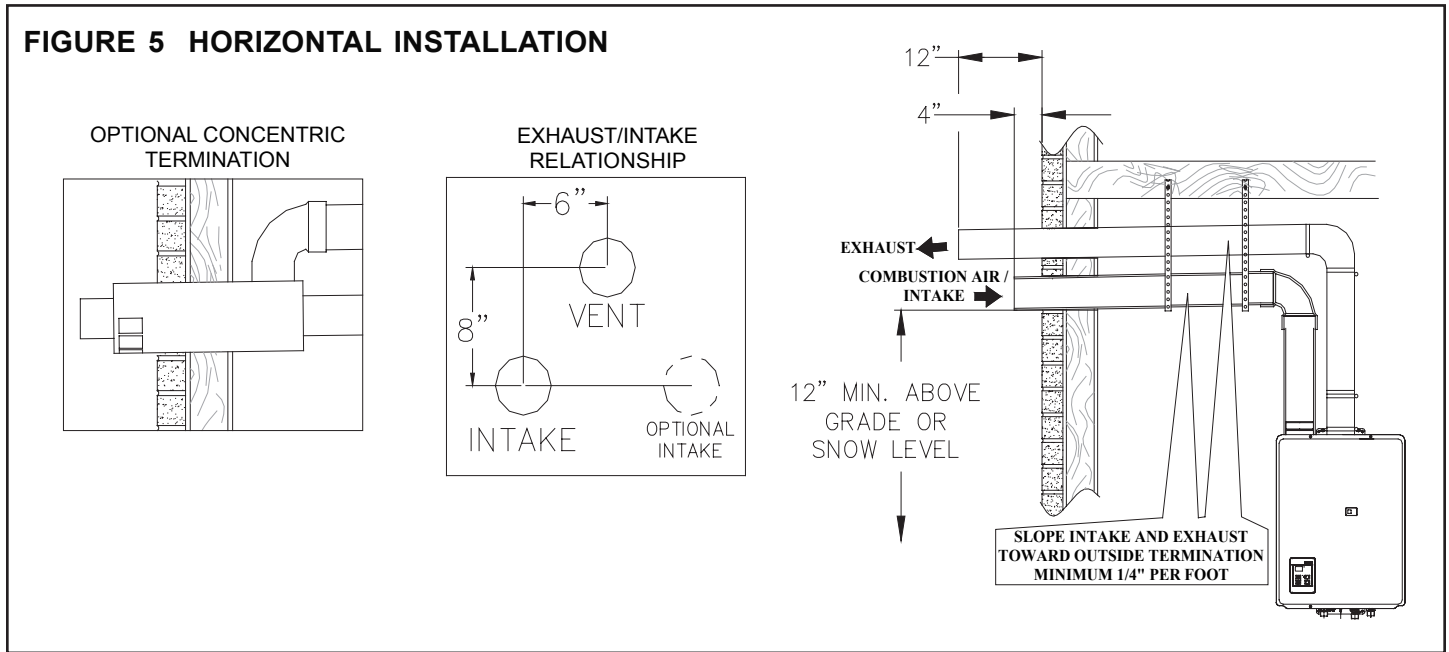 FIGURE 5 HORIZONTAL INSTALLATION
OPTIONAL CONCENTRIC
TERMINATION
EXHAUST/INTAKE
RELATIONSHIP
6”
8”
VENT
INTAKE
OPTIONAL
INTAKE
12”
4”
EXHAUST
COMBUSTION AIR /
INTAKE
12” MIN. ABOVE
GRADE OR
SNOW LEVEL
SLOPE INTAKE AND EXHAUST
TOWARD OUTSIDE TERMINATION
MINIMUM 1/4" PER FOOT